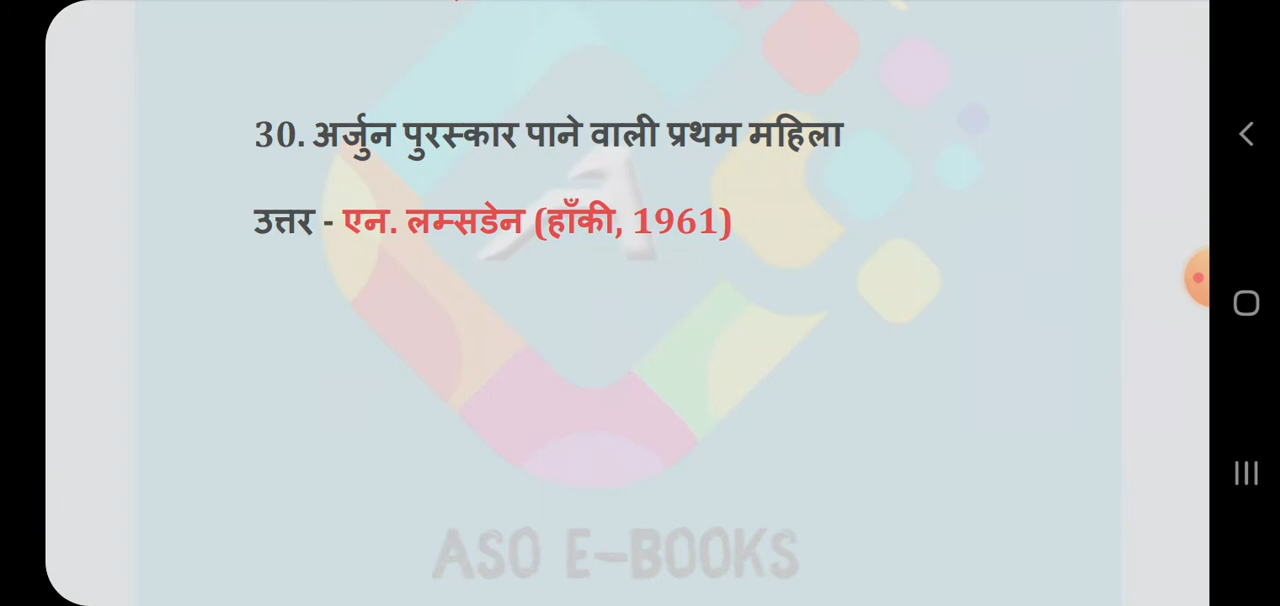 30. अर्जुन पुरस्कार पाने वाली प्रथम महिला
उत्तर - एन. लम्सडेन (हाँकी, 1961)
ASO E-BOOKS